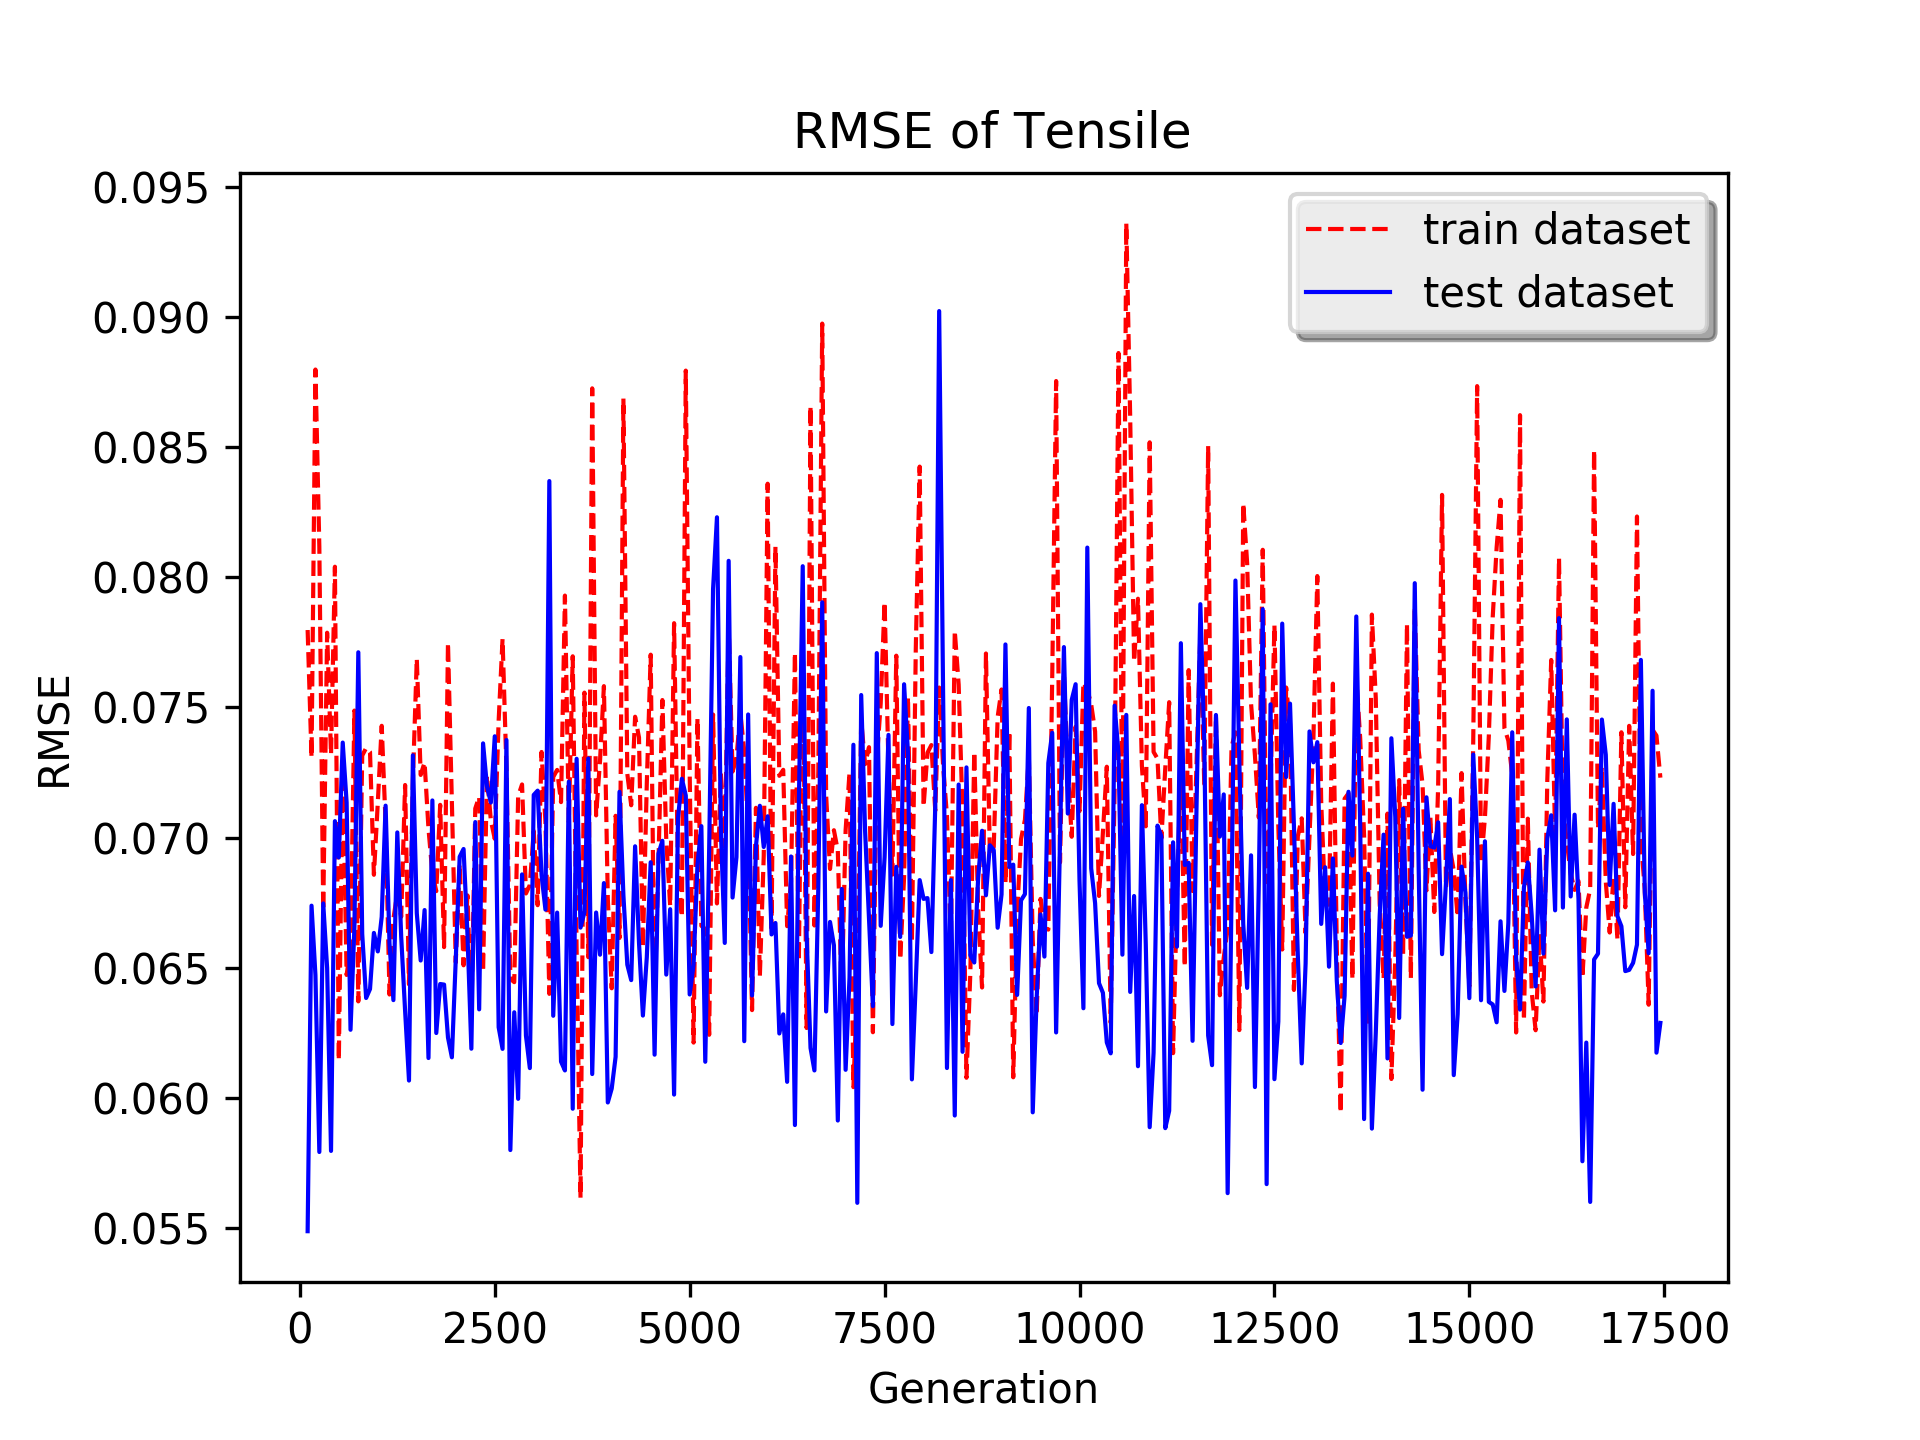 RMSE of Tensile
train dataset
test dataset
RMSE
0.095
0.090
0.085
0.080
0.075
0.070
0.065
0.060
0.055
0 2500 5000 7500 10000 12500 15000 17500
Generation